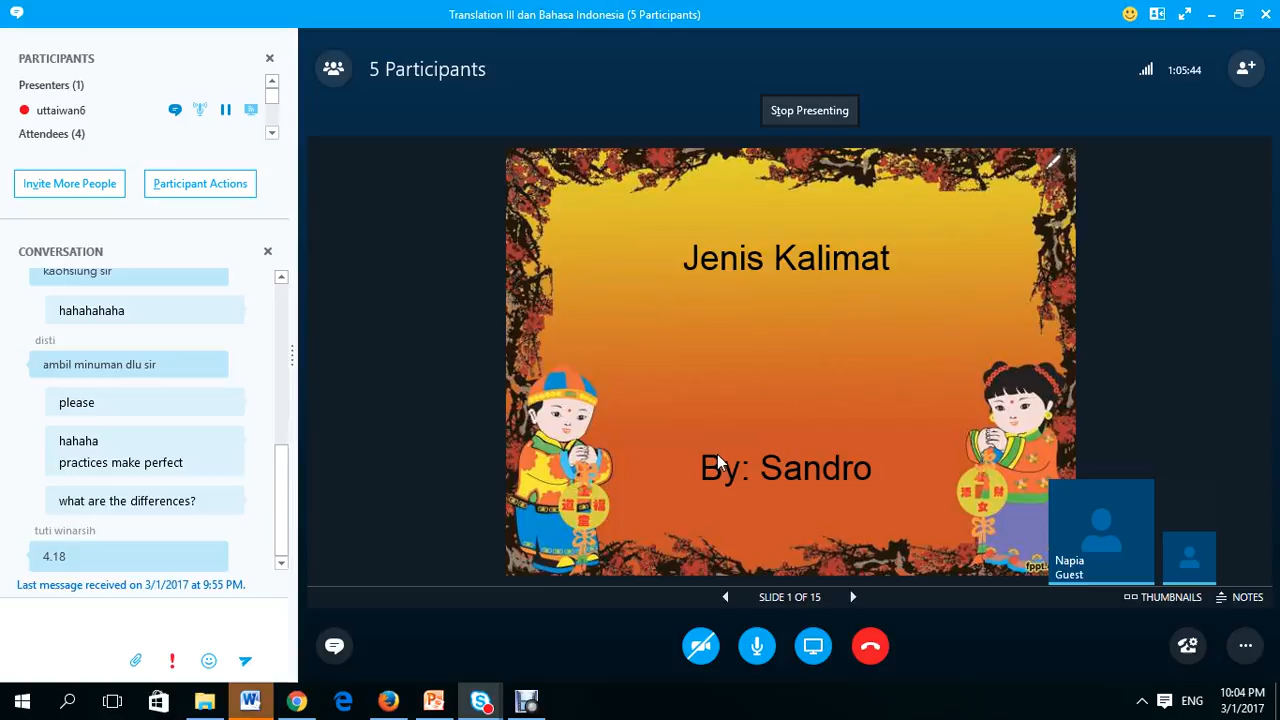 Translation III dan Bahasa Indonesia (5 Participants)
PARTICIPANTS
Presenters (1)
uttaiwan6
Attendees (4)
Invite More People
Participant Actions
CONVERSATION
kaohsiung sir
hahahahaha
disti
ambil minuman dlu sir
please
hahaha
practices make perfect
what are the differences?
tuti winarsih
4.18
Last message received on 3/1/2017 at 9:55 PM.
5 Participants
1:05:44
Stop Presenting
Jenis Kalimat
By: Sandro
Napia
Guest
SLIDE 1 OF 15
THUMBNAILS
NOTES
ENG
10:04 PM
3/1/2017